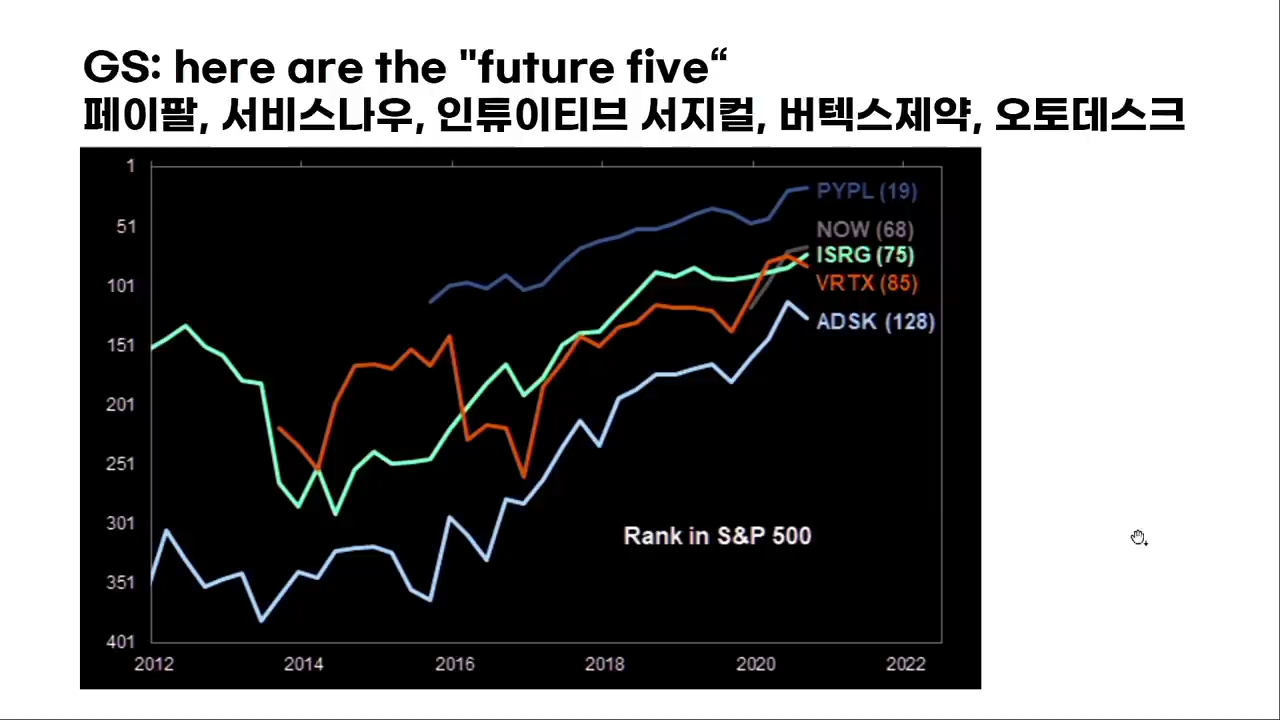 GS: here are the "future five“
페이팔, 서비스나우, 인튜이티브 서지컬, 버텍스제약, 오토데스크
1
51
101
151
201
251
301
351
401
PYPL (19)
NOW (68)
ISRG (75)
VRTX (85)
ADSK (128)
Rank in S&P 500
2012 2014 2016 2018 2020 2022